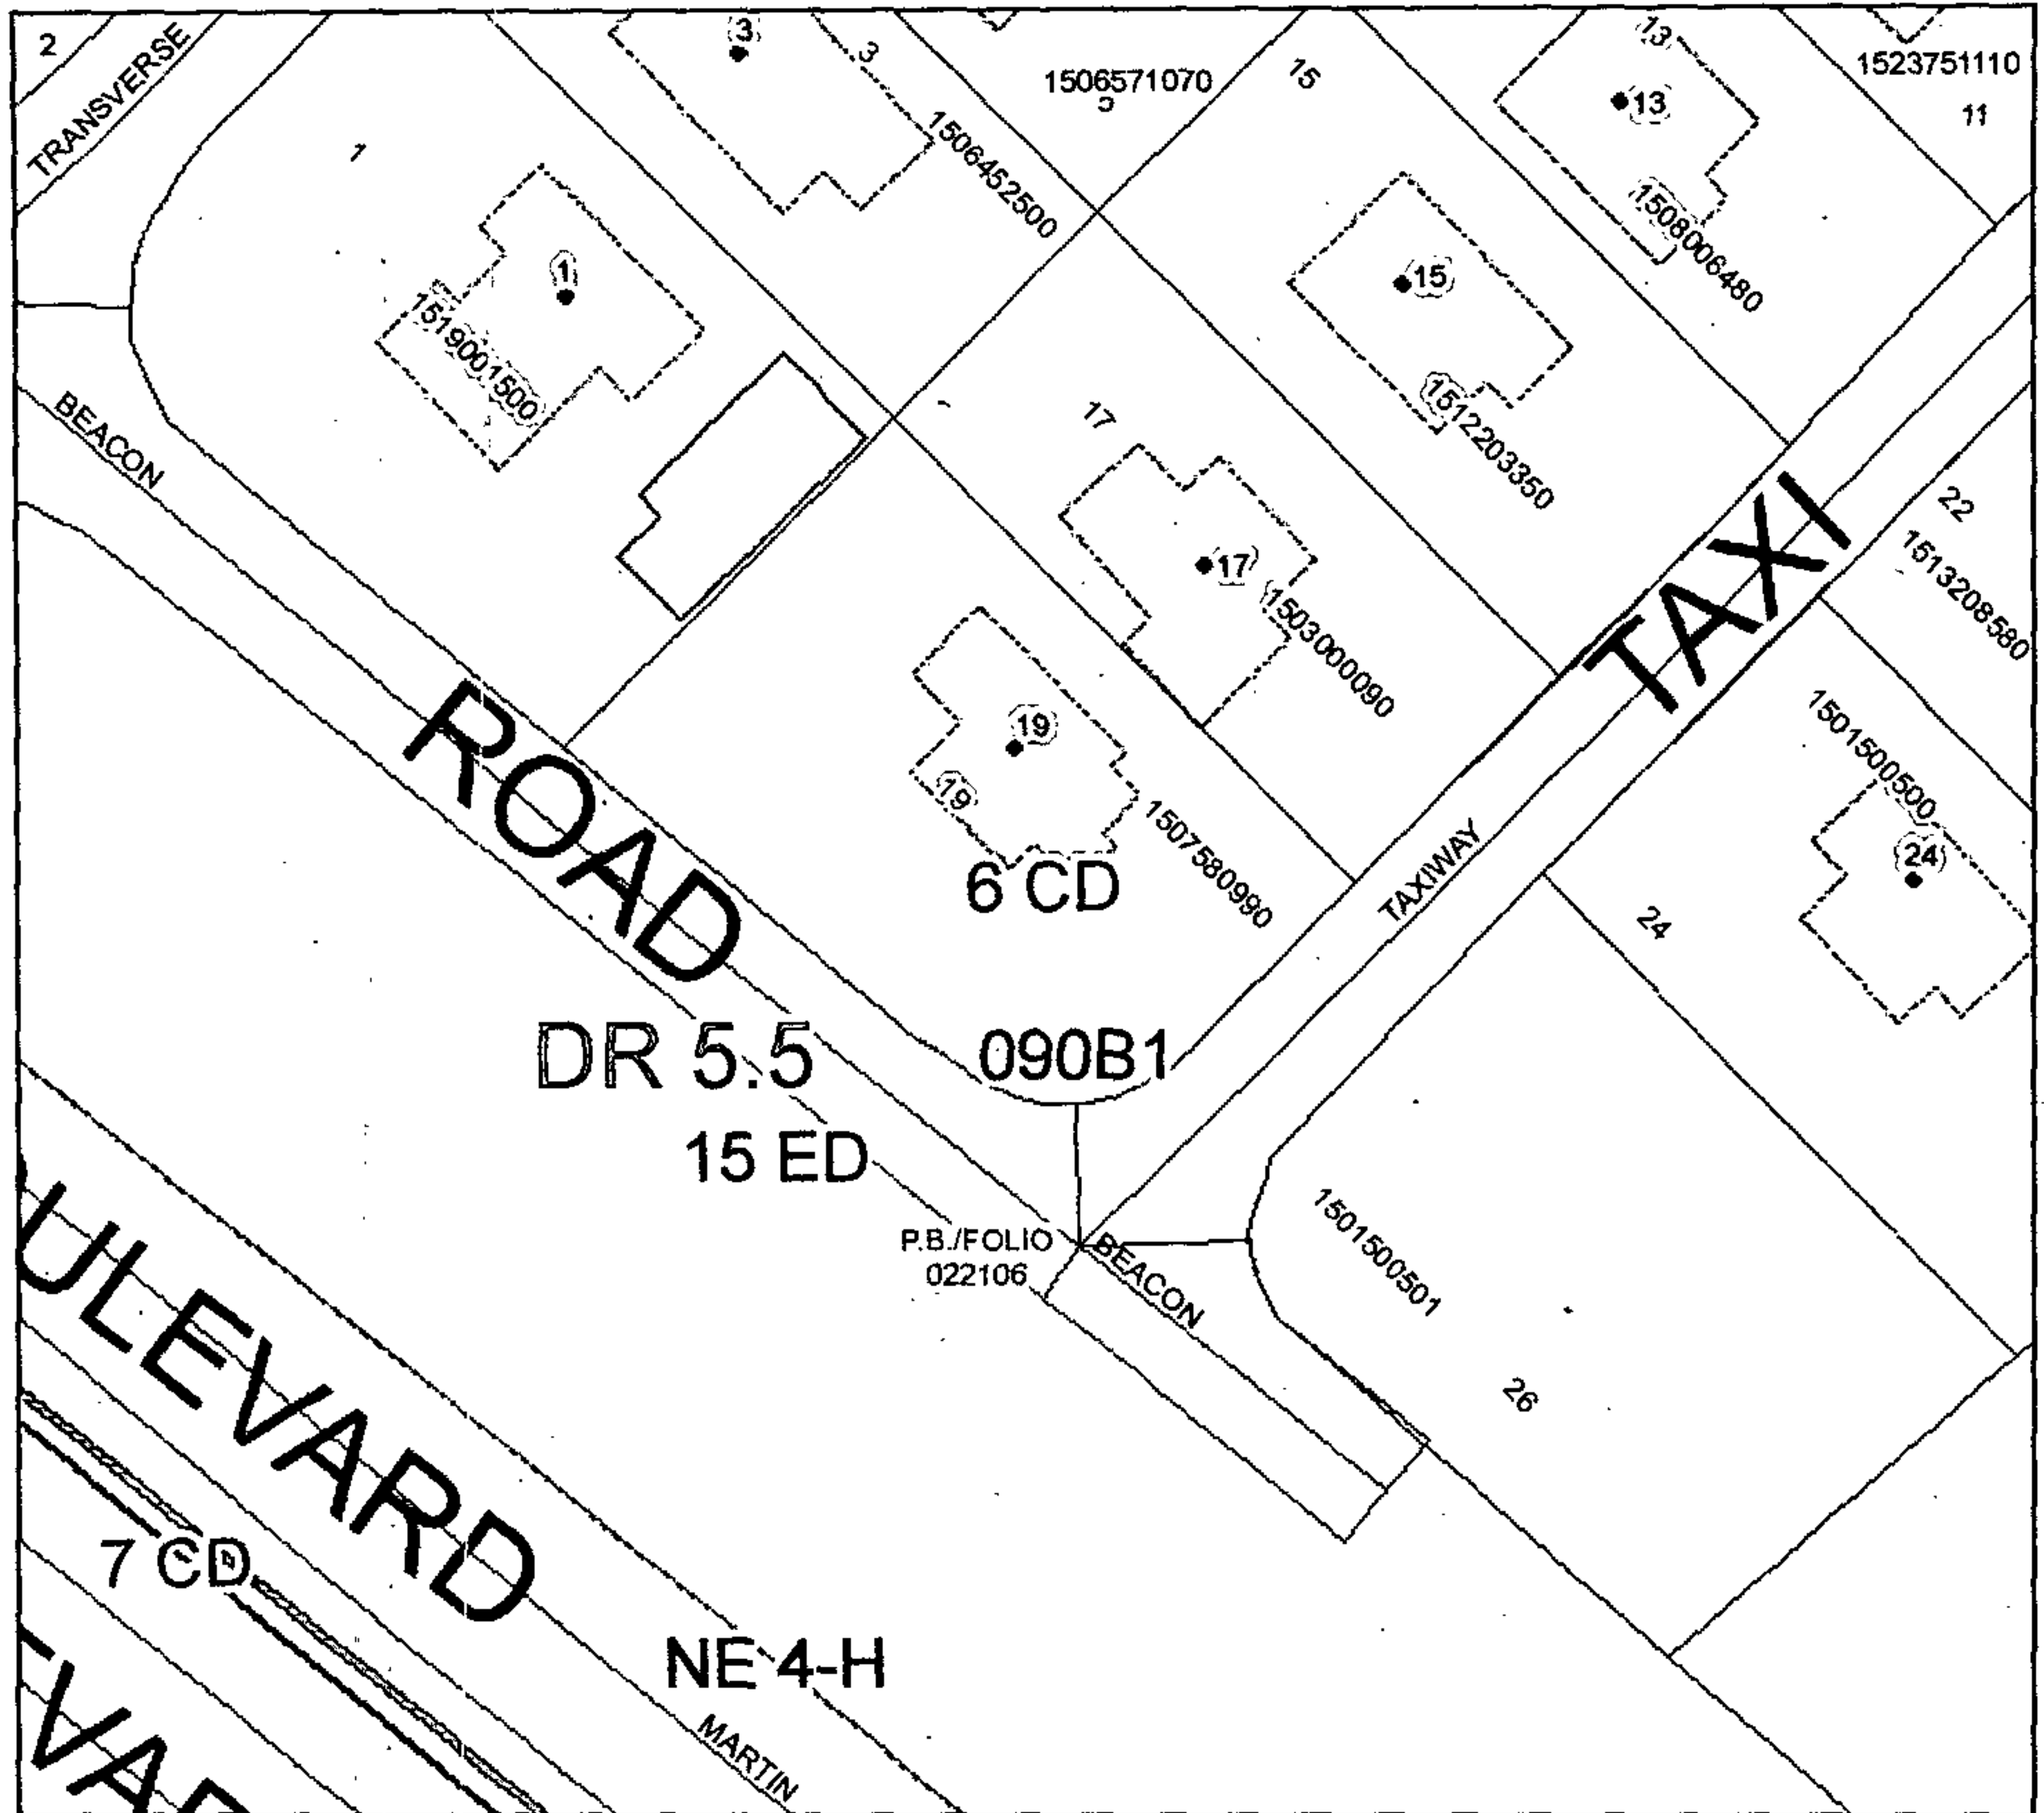 2
TRANSVERSE
3
3
1506571070
15
13
13
1523751110
11
1
1506452500
1508006480
1
15
1519001500
1512203350
BEACON
17
17
1503000090
TAXI
22
1513208580
19
19
1507580990
1501500500
24
24
ROAD
6 CD
TAXIWAY
DR 5.5
090B1
15 ED
P.B./FOLIO
022106
BEACON
1501500501
26
ULEVARD
7 CD
NE 4-H
MARTIN
EVAR